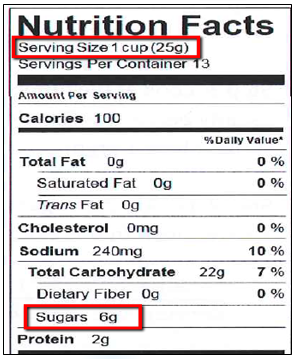 Nutrition Facts
Serving Size 1 cup (25g)
Servings Per Container 13
Amount Per Serving
Calories 100
%Daily Value*
Total Fat 0g 0 %
Saturated Fat 0g 0 %
Trans Fat 0g
Cholesterol 0mg 0 %
Sodium 240mg 10 %
Total Carbohydrate 22g 7 %
Dietary Fiber 0g 0 %
Sugars 6g
Protein 2g